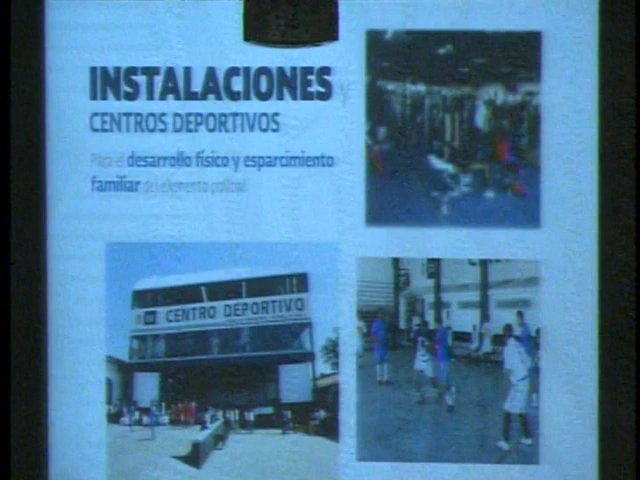 INSTALACIONES y
CENTROS DEPORTIVOS
Para el desarrollo físico y esparcimiento
familiar del elemento policial
CENTRO DEPORTIVO